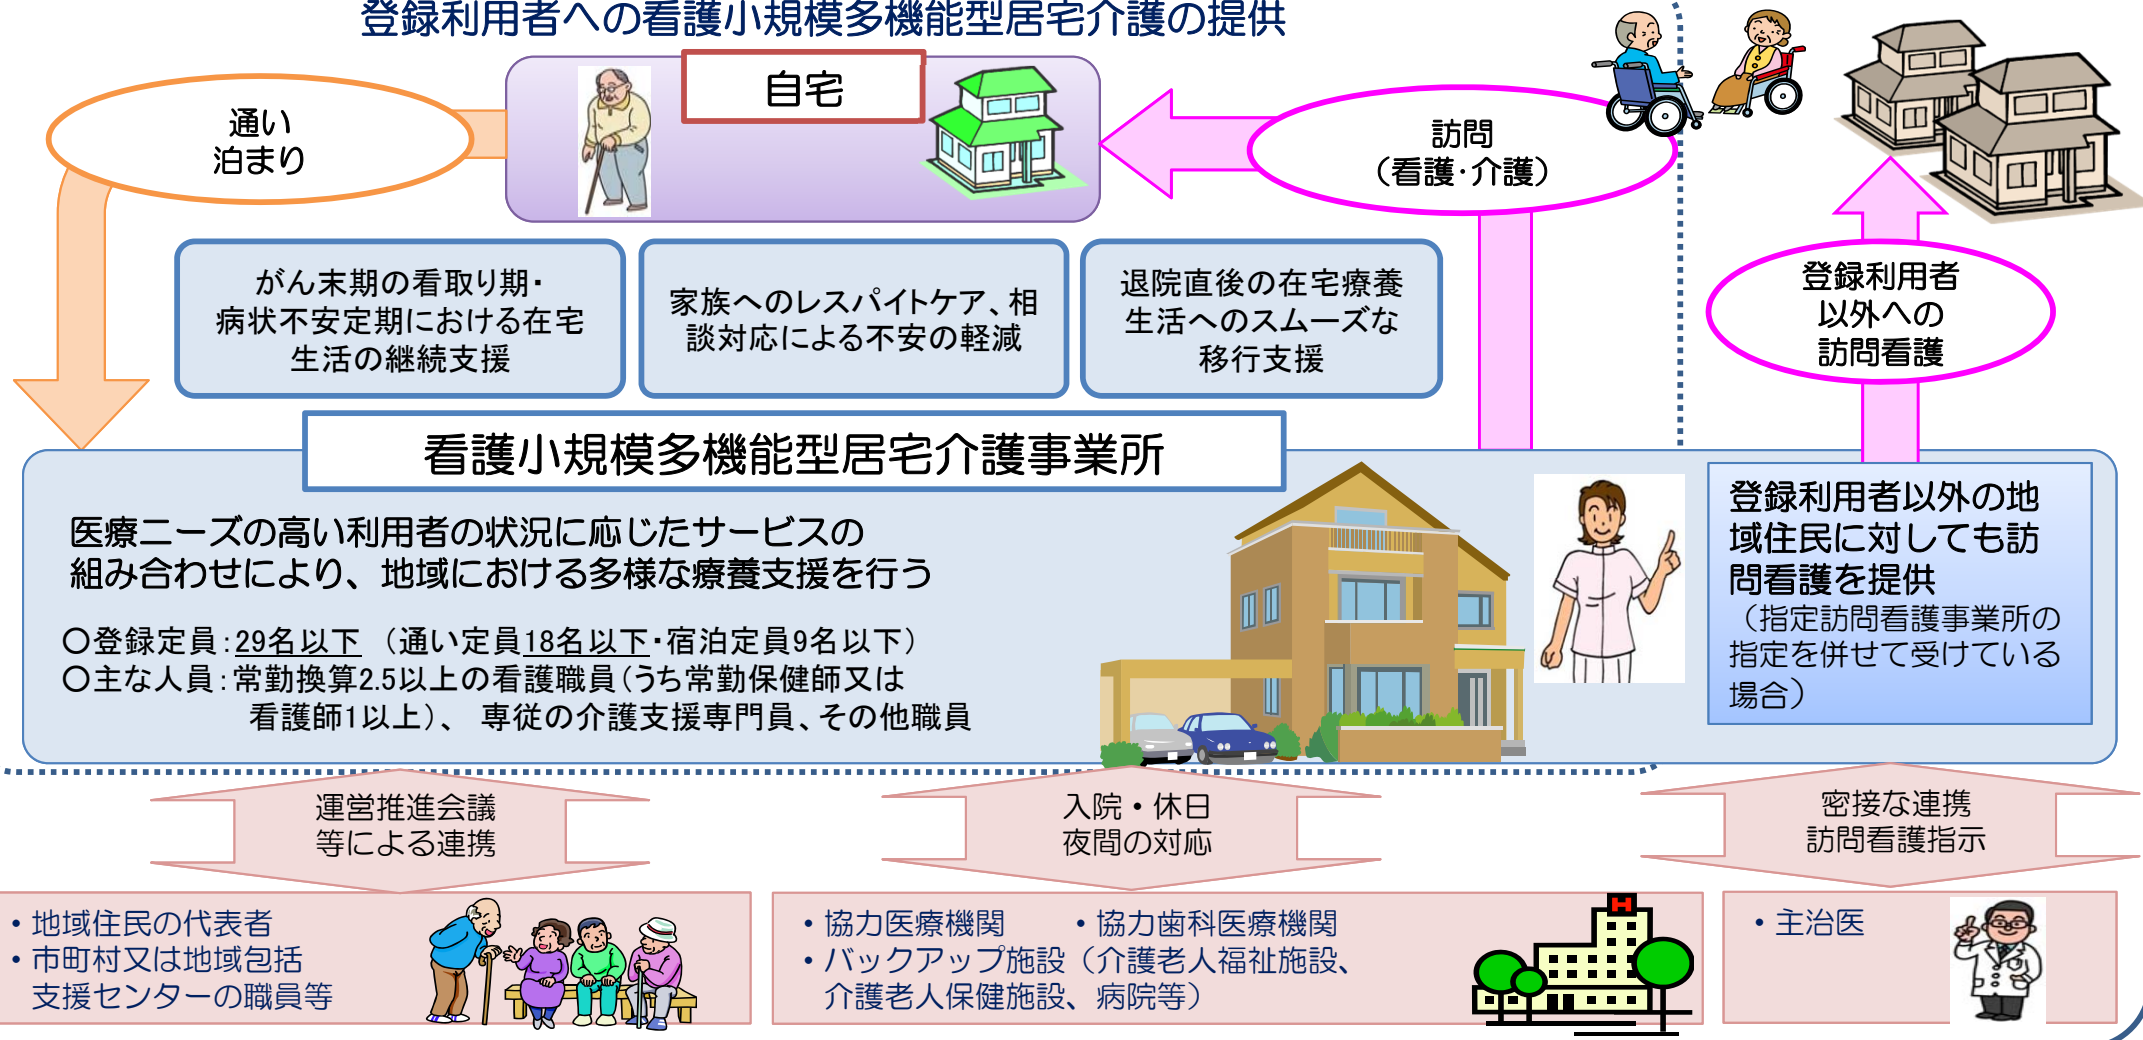 登録利用者への看護小規模多機能型居宅介護の提供
自宅
通い
泊まり
訪問
（看護・介護）
がん末期の看取り期・
病状不安定期における在宅
生活の継続支援
家族へのレスパイトケア、相
談対応による不安の軽減
退院直後の在宅療養
生活へのスムーズな
移行支援
登録利用者
以外への
訪問看護
看護小規模多機能型居宅介護事業所
医療ニーズの高い利用者の状況に応じたサービスの
組み合わせにより、地域における多様な療養支援を行う
○登録定員：29名以下 （通い定員18名以下・宿泊定員9名以下）
○主な人員：常勤換算2.5以上の看護職員（うち常勤保健師又は
看護師1以上）、 専従の介護支援専門員、その他職員
登録利用者以外の地
域住民に対しても訪
問看護を提供
（指定訪問看護事業所の
指定を併せて受けている
場合）
運営推進会議
等による連携
入院・休日
夜間の対応
密接な連携
訪問看護指示
・地域住民の代表者
・市町村又は地域包括
支援センターの職員等
・協力医療機関 ・協力歯科医療機関
・バックアップ施設（介護老人福祉施設、
介護老人保健施設、病院等）
H
・主治医